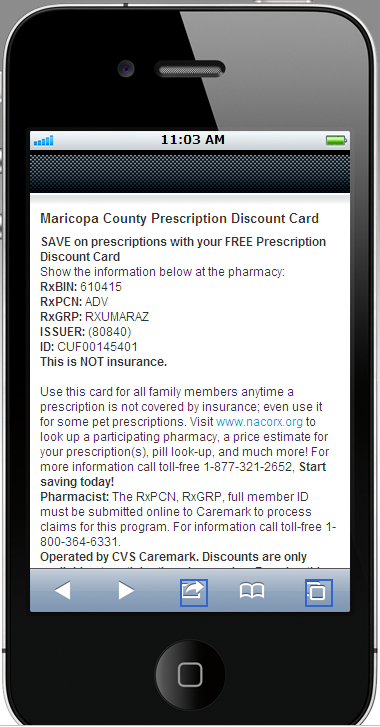 11:03 AM
Maricopa County Prescription Discount Card
SAVE on prescriptions with your FREE Prescription
Discount Card
Show the information below at the pharmacy:
RxBIN: 610415
RxPCN: ADV
RxGRP: RXUMARAZ
ISSUER: (80840)
ID: CUF00145401
This is NOT insurance.
Use this card for all family members anytime a
prescription is not covered by insurance; even use it
for some pet prescriptions. Visit www.nacorx.org to
look up a participating pharmacy, a price estimate for
your prescription(s), pill look-up, and much more! For
more information call toll-free 1-877-321-2652, Start
saving today!
Pharmacist: The RxPCN, RxGRP, full member ID
must be submitted online to Caremark to process
claims for this program. For information call toll-free 1-
800-364-6331.
Operated by CVS Caremark. Discounts are only